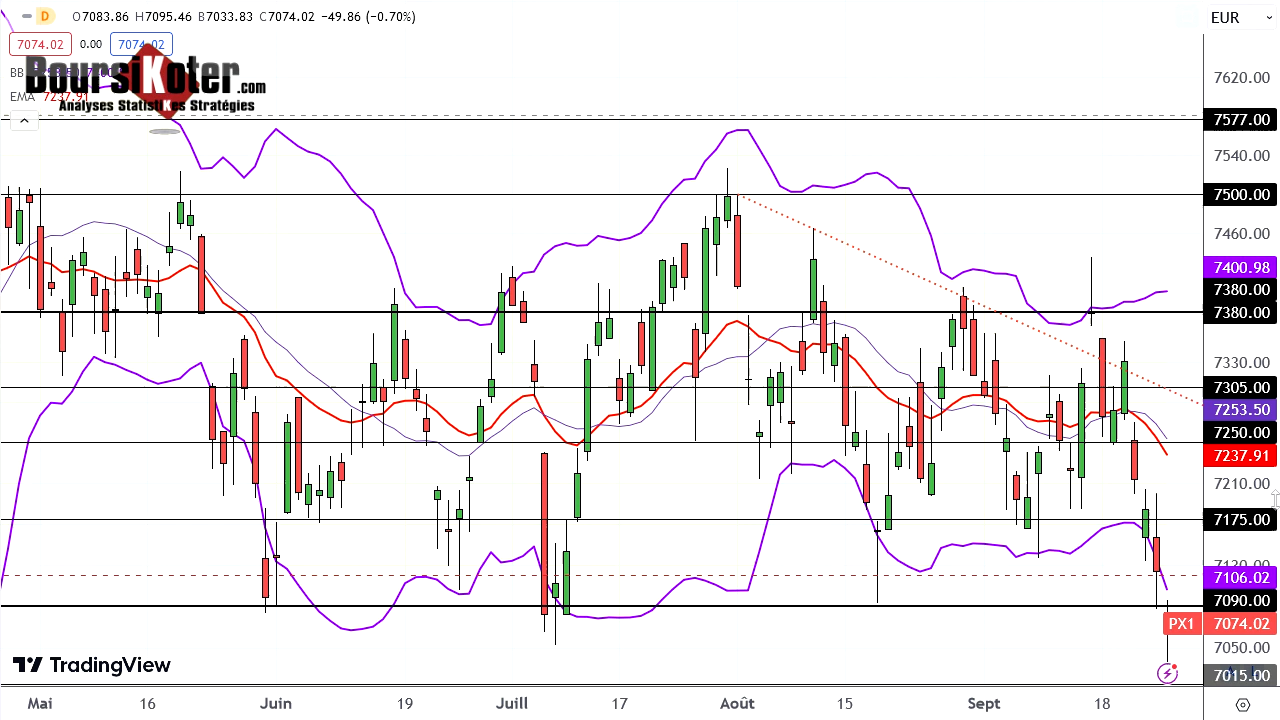 D O7083.86 H7095.46 B7033.83 C7074.02 −49.86 (−0.70%)
EUR
7074.02 0.00 7074.02
BB
BoursiKoter.com
Analyses StatistiKes Stratégies
EMA 7237.91
7620.00
7577.00
7540.00
7500.00
7460.00
7400.98
7380.00
7380.00
7330.00
7305.00
7253.50
7250.00
7237.91
7210.00
7175.00
7120.00
7106.02
7090.00
PX1 7074.02
7050.00
7015.00
TradingView
Mai 16 Juin 19 Juill 17 Août 15 Sept 18